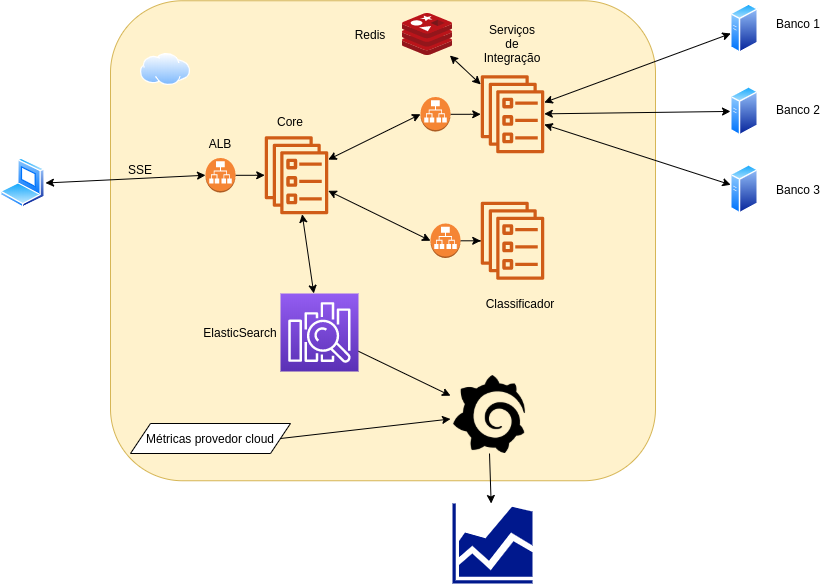 Redis
Serviços
de
Integração
Banco 1
Core
ALB
Banco 2
SSE
Banco 3
Classificador
ElasticSearch
Métricas provedor cloud